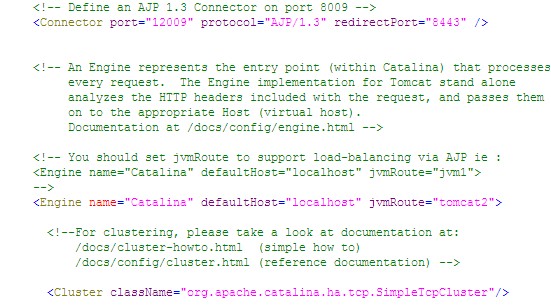 <!-- Define an AJP 1.3 Connector on port 8009 -->
<Connector port="12009" protocol="AJP/1.3" redirectPort="8443" />
<!-- An Engine represents the entry point (within Catalina) that processes
every request.  The Engine implementation for Tomcat stand alone
analyzes the HTTP headers included with the request, and passes them
on to the appropriate Host (virtual host).
Documentation at /docs/config/engine.html -->
<!-- You should set jvmRoute to support load-balancing via AJP ie :
<Engine name="Catalina" defaultHost="localhost" jvmRoute="jvm1">
-->
<Engine name="Catalina" defaultHost="localhost" jvmRoute="tomcat2">
<!--For clustering, please take a look at documentation at:
/docs/cluster-howto.html  (simple how to)
/docs/config/cluster.html (reference documentation) -->
<Cluster className="org.apache.catalina.ha.tcp.SimpleTcpCluster"/>